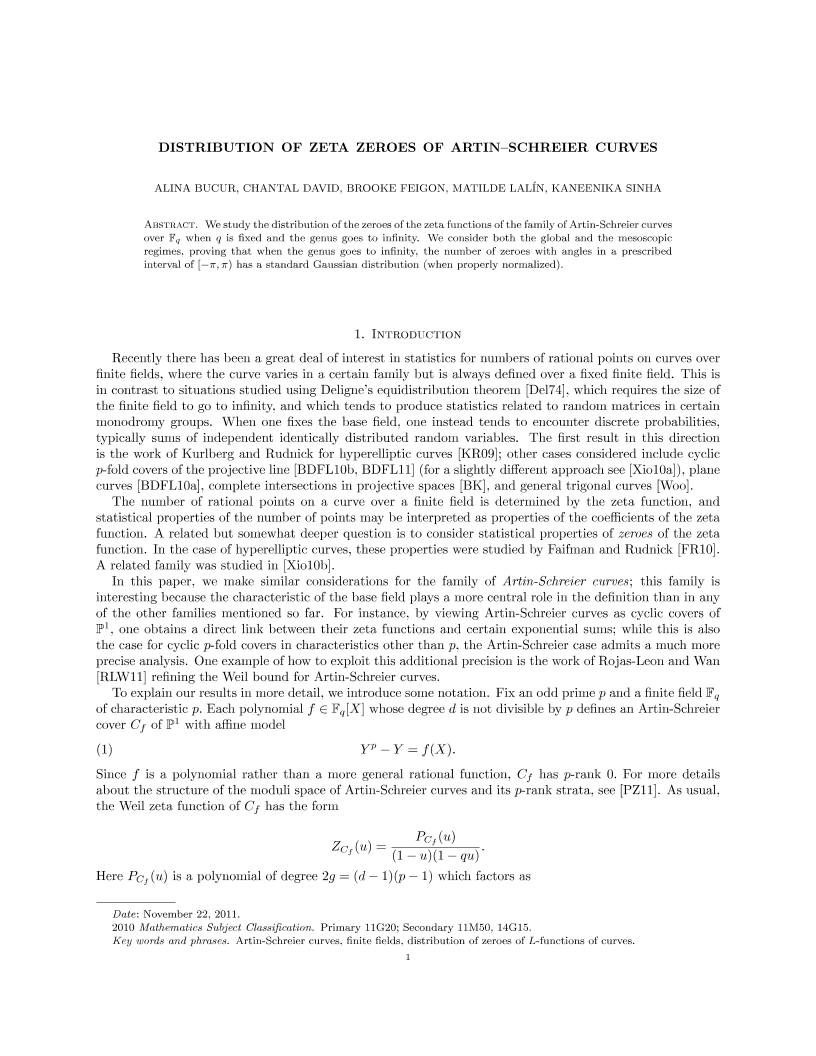 DISTRIBUTION OF ZETA ZEROES OF ARTIN–SCHREIER CURVES
ALINA BUCUR, CHANTAL DAVID, BROOKE FEIGON, MATILDE LALÍN, KANEENIKA SINHA
Abstract. We study the distribution of the zeroes of the zeta functions of the family of Artin-Schreier curves
over 𝔽_q when q is fixed and the genus goes to infinity. We consider both the global and the mesoscopic
regimes, proving that when the genus goes to infinity, the number of zeroes with angles in a prescribed
interval of [−π, π) has a standard Gaussian distribution (when properly normalized).
1. Introduction
Recently there has been a great deal of interest in statistics for numbers of rational points on curves over
finite fields, where the curve varies in a certain family but is always defined over a fixed finite field. This is
in contrast to situations studied using Deligne's equidistribution theorem [Del74], which requires the size of
the finite field to go to infinity, and which tends to produce statistics related to random matrices in certain
monodromy groups. When one fixes the base field, one instead tends to encounter discrete probabilities,
typically sums of independent identically distributed random variables. The first result in this direction
is the work of Kurlberg and Rudnick for hyperelliptic curves [KR09]; other cases considered include cyclic
p-fold covers of the projective line [BDFL10b, BDFL11] (for a slightly different approach see [Xio10a]), plane
curves [BDFL10a], complete intersections in projective spaces [BK], and general trigonal curves [Woo].
The number of rational points on a curve over a finite field is determined by the zeta function, and
statistical properties of the number of points may be interpreted as properties of the coefficients of the zeta
function. A related but somewhat deeper question is to consider statistical properties of zeroes of the zeta
function. In the case of hyperelliptic curves, these properties were studied by Faifman and Rudnick [FR10].
A related family was studied in [Xio10b].
In this paper, we make similar considerations for the family of Artin-Schreier curves; this family is
interesting because the characteristic of the base field plays a more central role in the definition than in any
of the other families mentioned so far. For instance, by viewing Artin-Schreier curves as cyclic covers of
ℙ¹, one obtains a direct link between their zeta functions and certain exponential sums; while this is also
the case for cyclic p-fold covers in characteristics other than p, the Artin-Schreier case admits a much more
precise analysis. One example of how to exploit this additional precision is the work of Rojas-Leon and Wan
[RLW11] refining the Weil bound for Artin-Schreier curves.
To explain our results in more detail, we introduce some notation. Fix an odd prime p and a finite field 𝔽_q
of characteristic p. Each polynomial f ∈ 𝔽_q[X] whose degree d is not divisible by p defines an Artin-Schreier
cover C_f of ℙ¹ with affine model
(1) Y^p − Y = f(X).
Since f is a polynomial rather than a more general rational function, C_f has p-rank 0. For more details
about the structure of the moduli space of Artin-Schreier curves and its p-rank strata, see [PZ11]. As usual,
the Weil zeta function of C_f has the form
Z_{C_f}(u) = P_{C_f}(u) / ((1 − u)(1 − qu)).
Here P_{C_f}(u) is a polynomial of degree 2g = (d − 1)(p − 1) which factors as
Date: November 22, 2011.
2010 Mathematics Subject Classification. Primary 11G20; Secondary 11M50, 14G15.
Key words and phrases. Artin-Schreier curves, finite fields, distribution of zeroes of L-functions of curves.
1